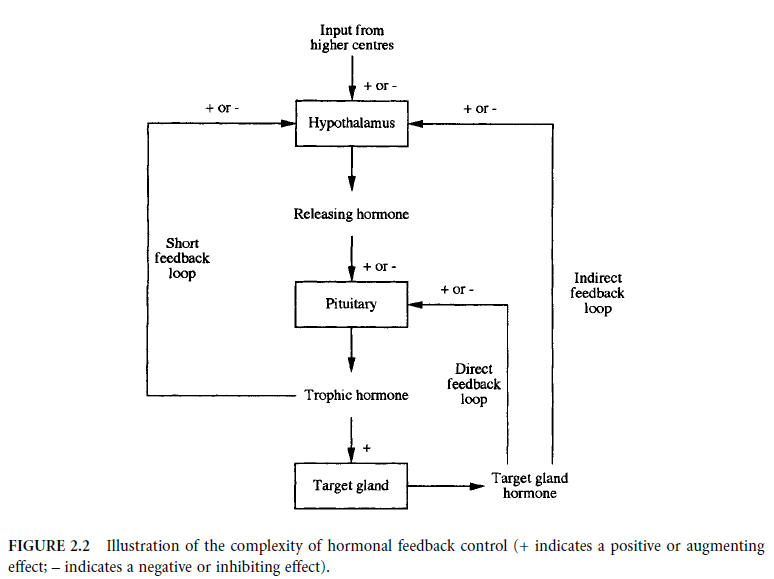 Input from
higher centres
+ or -
+ or -
+ or -
Hypothalamus
Releasing hormone
Short
feedback
loop
+ or -
+ or -
Indirect
feedback
loop
Pituitary
Direct
feedback
loop
Trophic hormone
+
Target gland
Target gland
hormone
FIGURE 2.2 Illustration of the complexity of hormonal feedback control (+ indicates a positive or augmenting
effect; – indicates a negative or inhibiting effect).